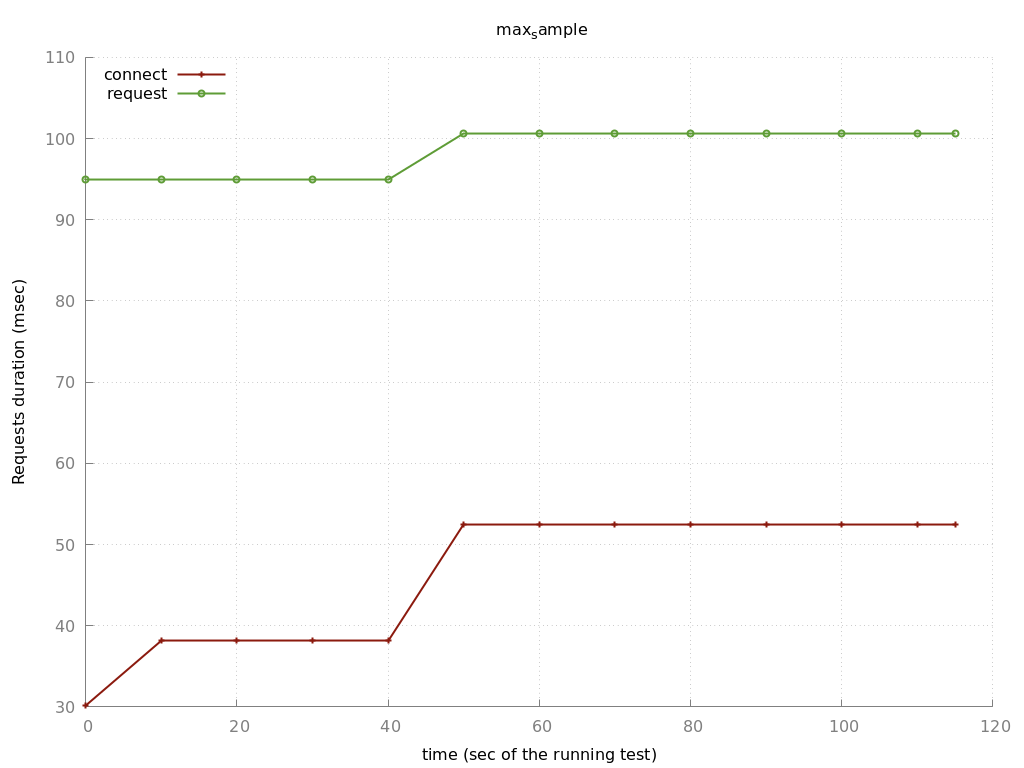 maxsample
110
connect
request
100
90
80
70
60
50
40
30
Requests duration (msec)
0 20 40 60 80 100 120
time (sec of the running test)